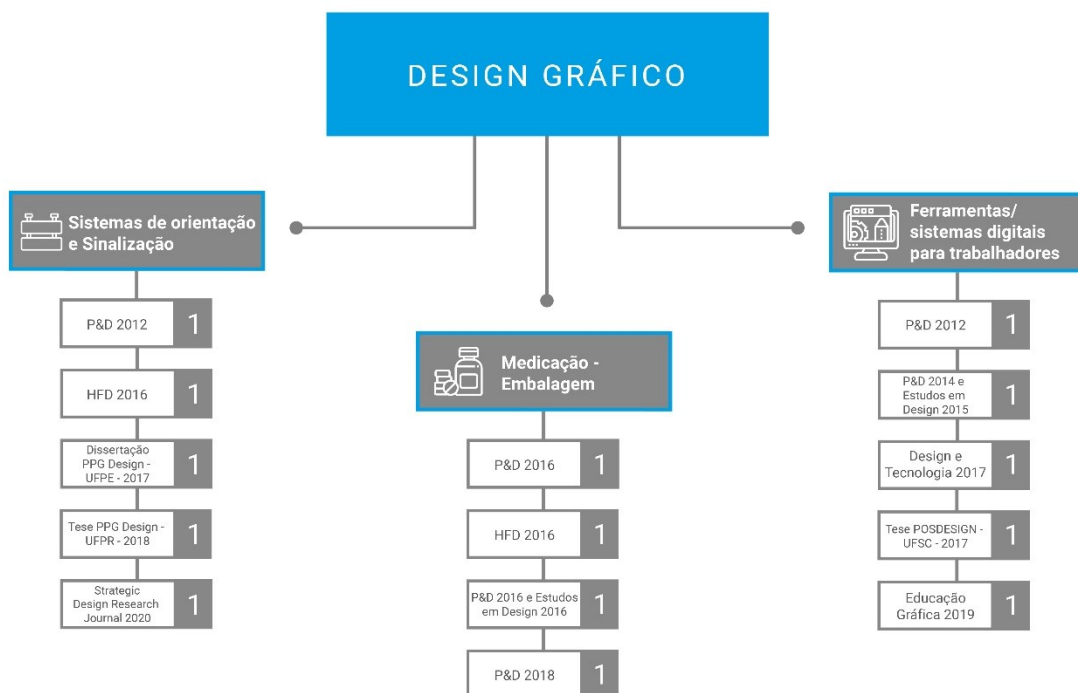 DESIGN GRÁFICO
Sistemas de orientação
e Sinalização
P&D 2012
1
HFD 2016
1
Dissertação
PPG Design -
UFPE - 2017
1
Tese PPG Design -
UFPR - 2018
1
Strategic
Design Research
Journal 2020
1
Medicação -
Embalagem
P&D 2016
1
HFD 2016
1
P&D 2016 e Estudos
em Design 2016
1
P&D 2018
1
Ferramentas/
sistemas digitais
para trabalhadores
P&D 2012
1
P&D 2014 e
Estudos em
Design 2015
1
Design e
Tecnologia 2017
1
Tese POSDESIGN -
UFSC - 2017
1
Educação
Gráfica 2019
1